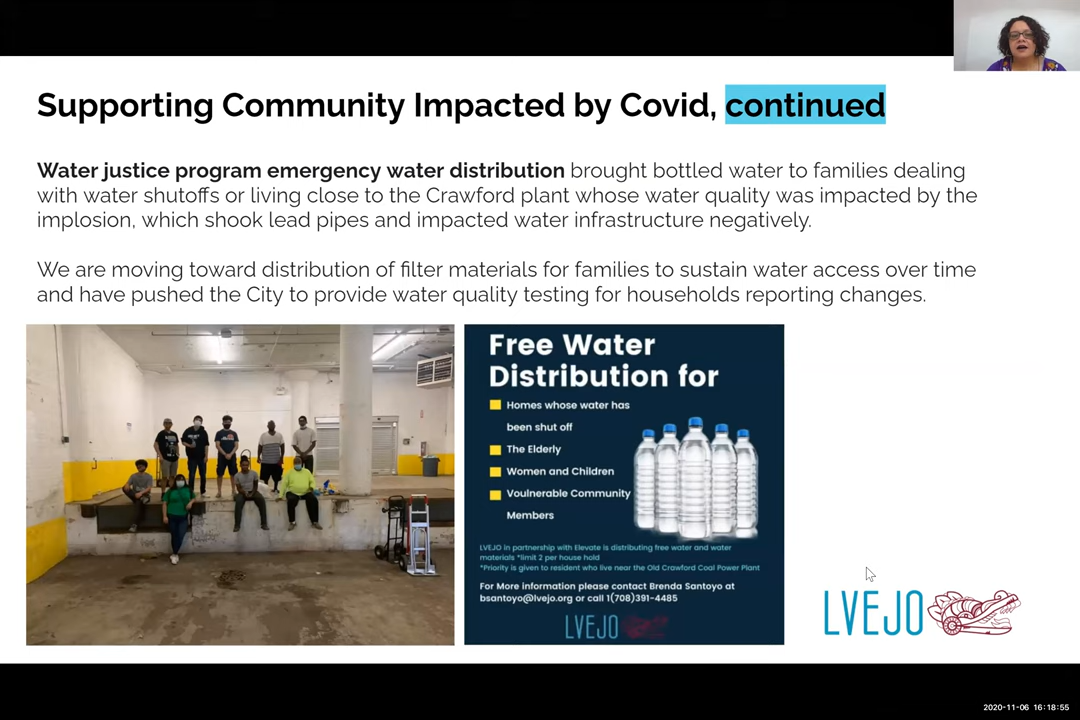 Supporting Community Impacted by Covid, continued
Water justice program emergency water distribution brought bottled water to families dealing
with water shutoffs or living close to the Crawford plant whose water quality was impacted by the
implosion, which shook lead pipes and impacted water infrastructure negatively.
We are moving toward distribution of filter materials for families to sustain water access over time
and have pushed the City to provide water quality testing for households reporting changes.
Free Water
Distribution for
Homes whose water has
been shut off
The Elderly
Women and Children
Voulnerable Community
Members
LVEJO in partnership with Elevate is distributing free water and water
materials *limit 2 per house hold
*Priority is given to resident who live near the Old Crawford Coal Power Plant
For More information please contact Brenda Santoyo at
bsantoyo@lvejo.org or call 1(708)391-4485
LVEJO
LVEJO
2020-11-06 16:18:55